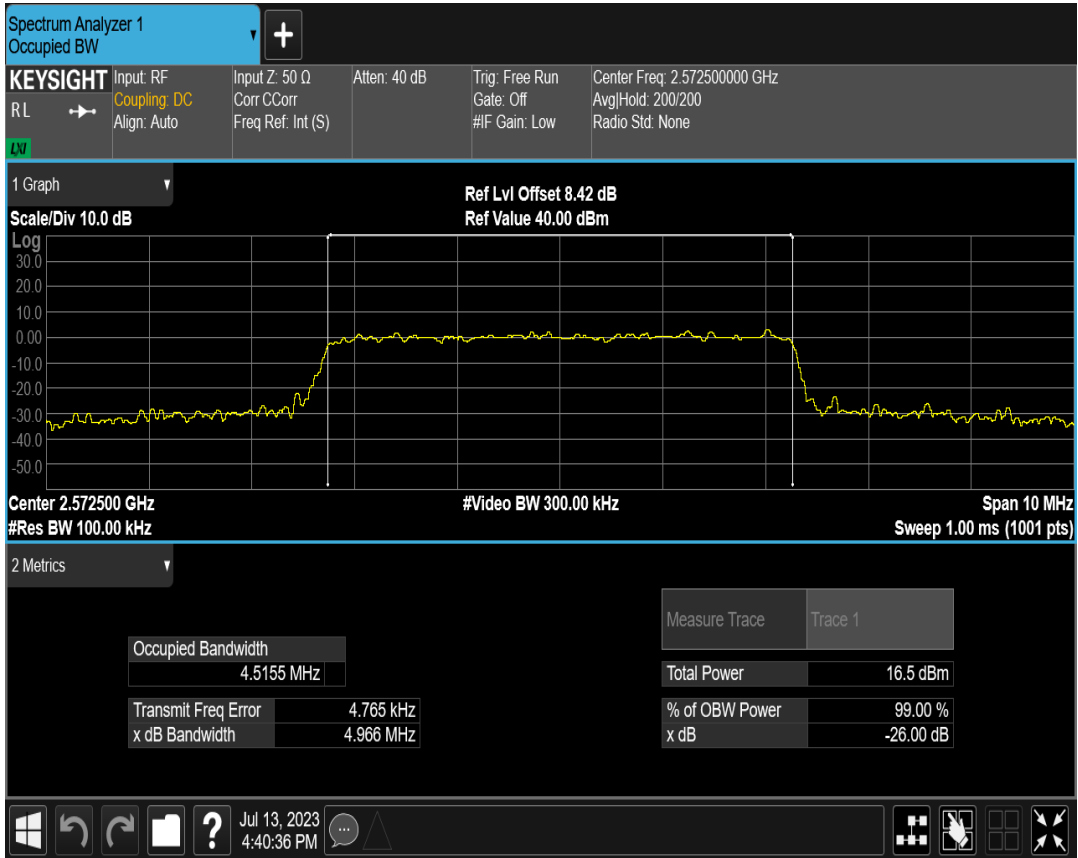 Spectrum Analyzer 1
Occupied BW
KEYSIGHT
R L
LXI
Input: RF
Coupling: DC
Align: Auto
Input Z: 50 Ω
Corr CCorr
Freq Ref: Int (S)
Atten: 40 dB
Trig: Free Run
Gate: Off
#IF Gain: Low
Center Freq: 2.572500000 GHz
Avg|Hold: 200/200
Radio Std: None
1 Graph
Scale/Div 10.0 dB
Ref Lvl Offset 8.42 dB
Ref Value 40.00 dBm
Log
30.0
20.0
10.0
0.00
-10.0
-20.0
-30.0
-40.0
-50.0
Center 2.572500 GHz
#Video BW 300.00 kHz
Span 10 MHz
#Res BW 100.00 kHz
Sweep 1.00 ms (1001 pts)
2 Metrics
Measure Trace Trace 1
Occupied Bandwidth
4.5155 MHz
Total Power 16.5 dBm
Transmit Freq Error 4.765 kHz
% of OBW Power 99.00 %
x dB Bandwidth 4.966 MHz
x dB -26.00 dB
Jul 13, 2023
4:40:36 PM